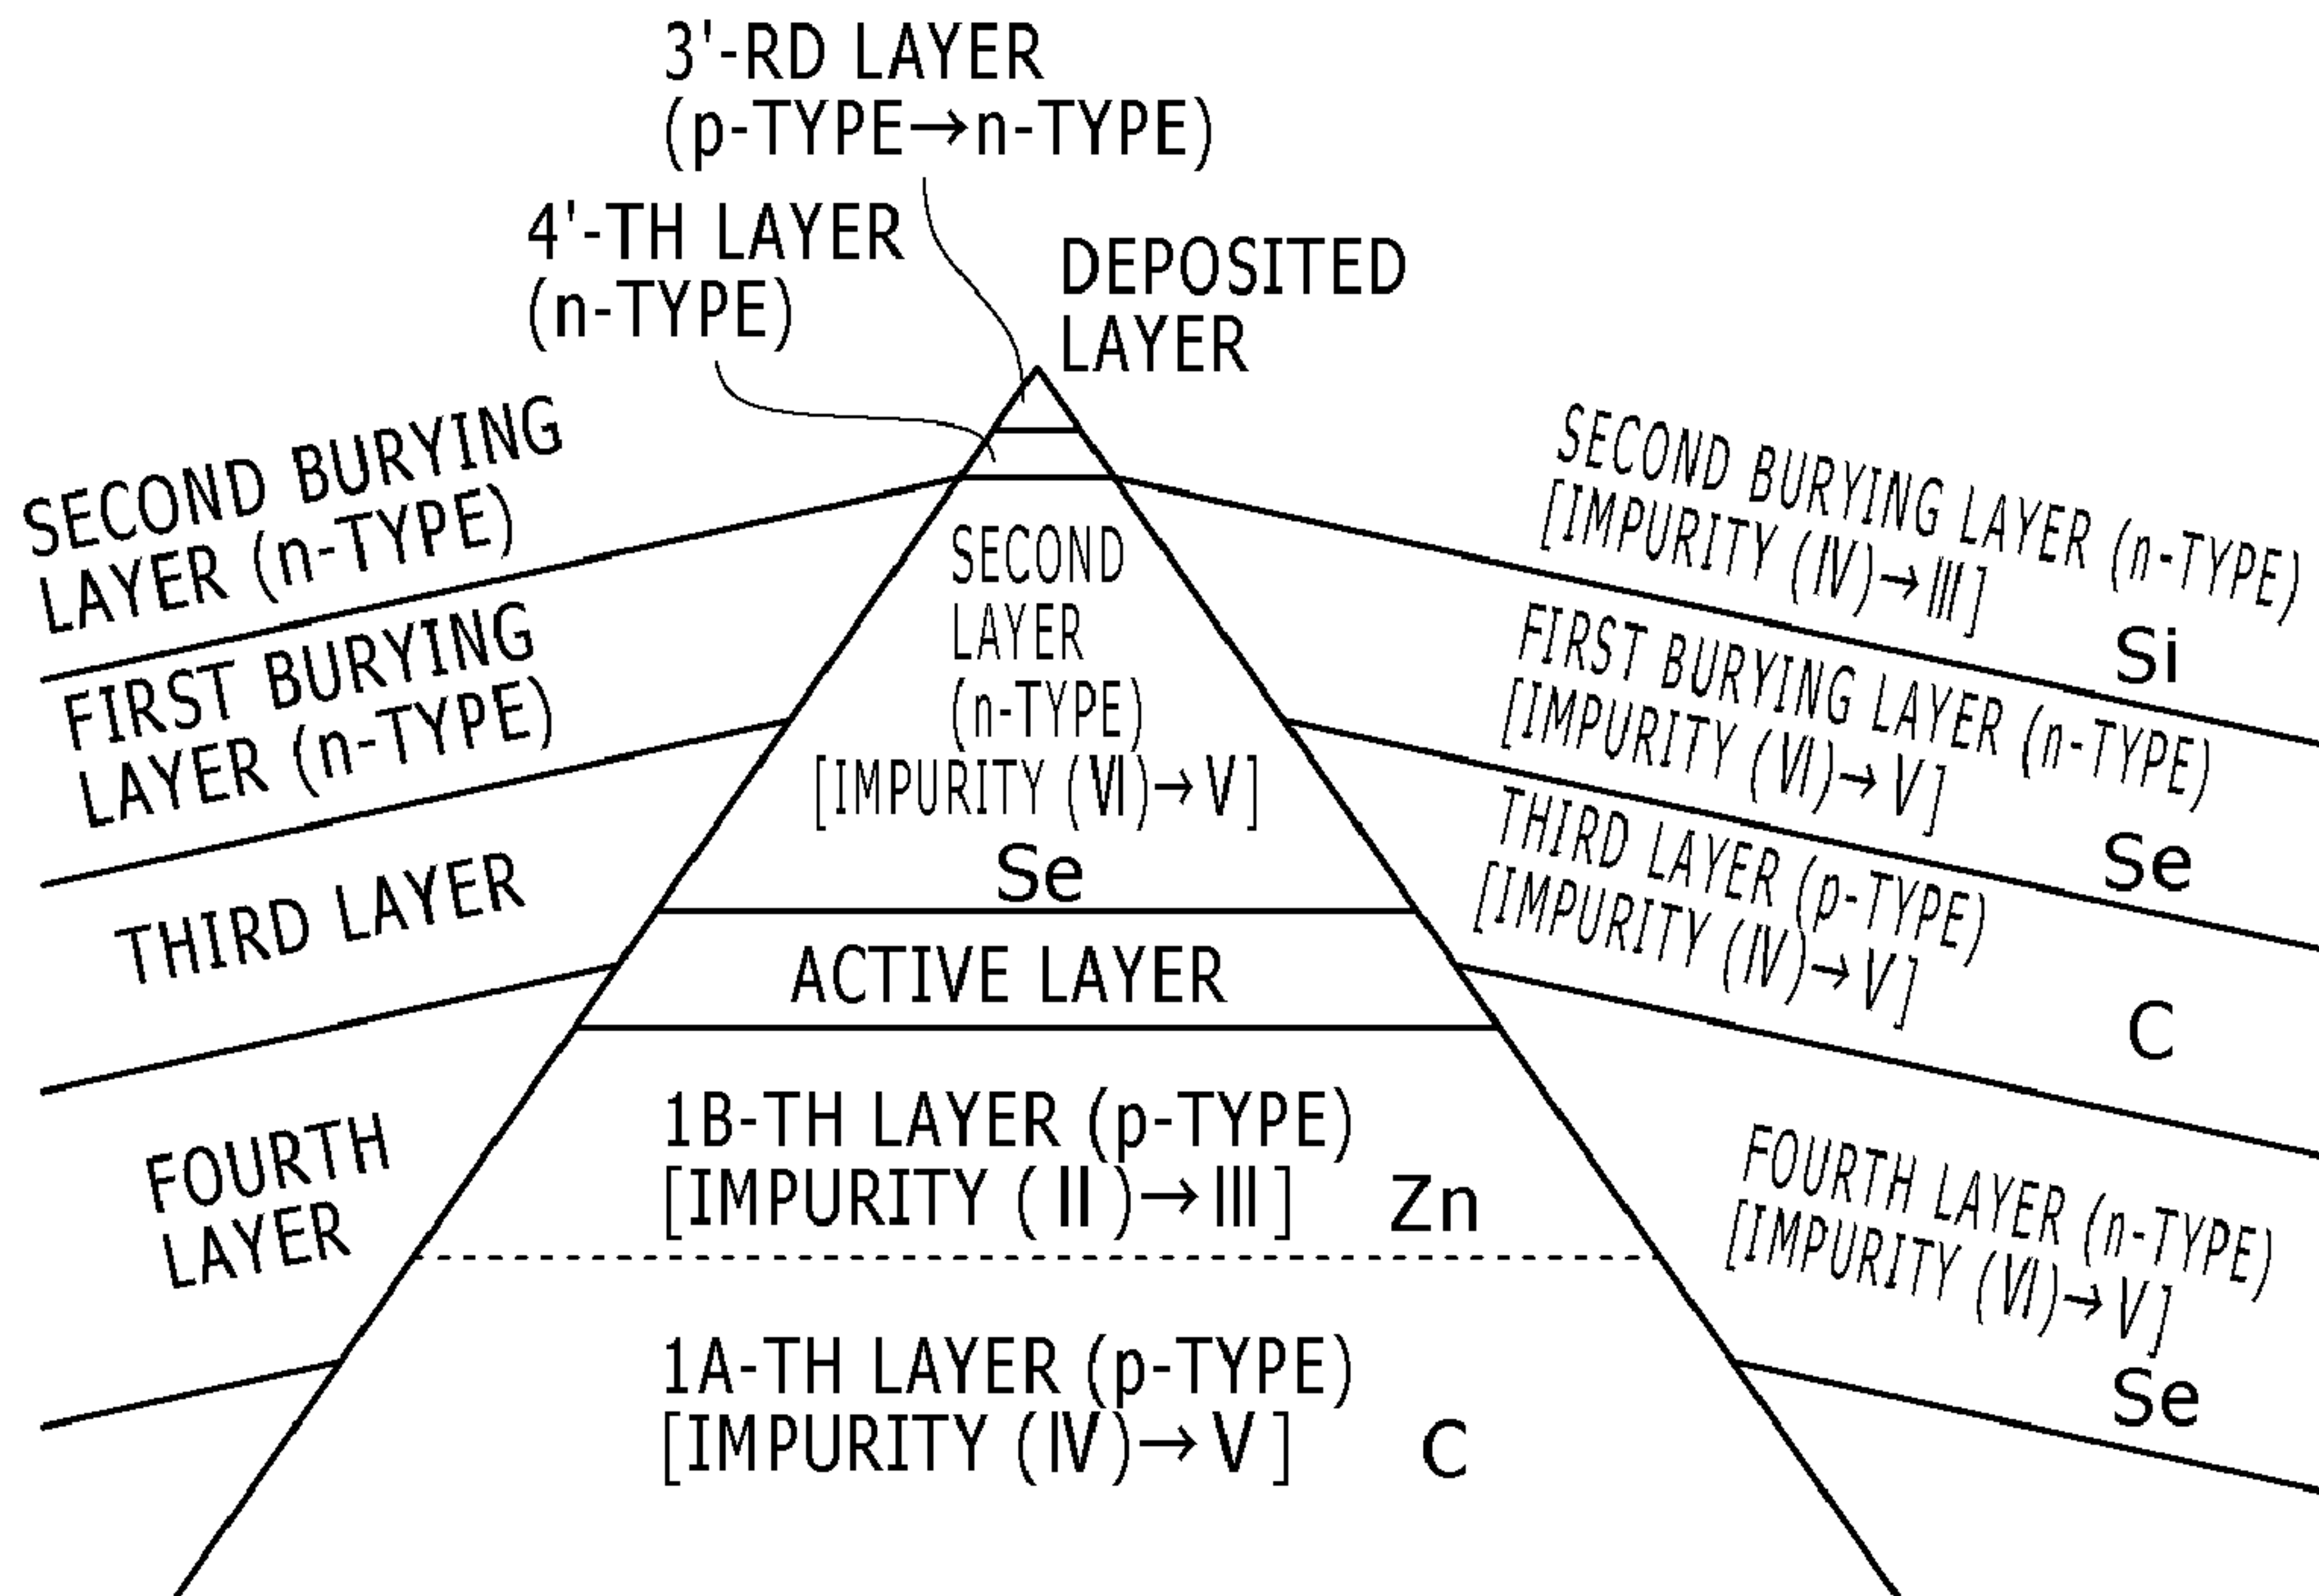 3'-RD LAYER
(p-TYPE→n-TYPE)
4'-TH LAYER
(n-TYPE)
DEPOSITED
LAYER
SECOND BURYING
LAYER (n-TYPE)
FIRST BURYING
LAYER (n-TYPE)
THIRD LAYER
FOURTH
LAYER
SECOND
LAYER
(n-TYPE)
[IMPURITY (VI)→V]
Se
ACTIVE LAYER
1B-TH LAYER (p-TYPE)
[IMPURITY (II)→III] Zn
1A-TH LAYER (p-TYPE)
[IMPURITY (IV)→V] C
SECOND BURYING LAYER (n-TYPE)
[IMPURITY (IV)→III]
Si
FIRST BURYING LAYER (n-TYPE)
[IMPURITY (VI)→V]
Se
THIRD LAYER (p-TYPE)
[IMPURITY (IV)→V]
C
FOURTH LAYER (n-TYPE)
[IMPURITY (VI)→V]
Se